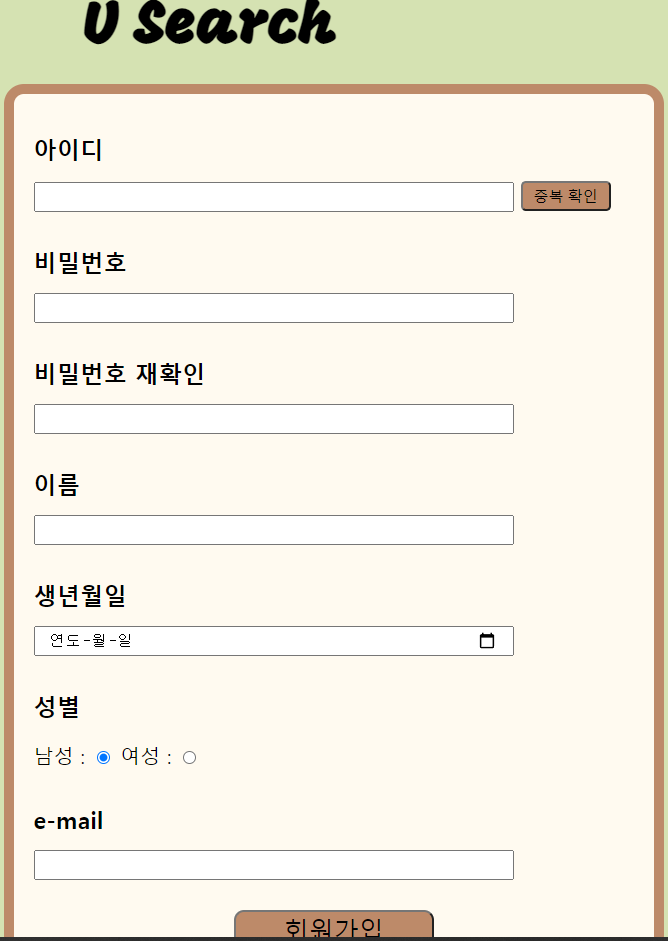 U Search
아이디
중복 확인
비밀번호
비밀번호 재확인
이름
생년월일
연도-월-일
성별
남성 : 여성 :
e-mail
회원가입